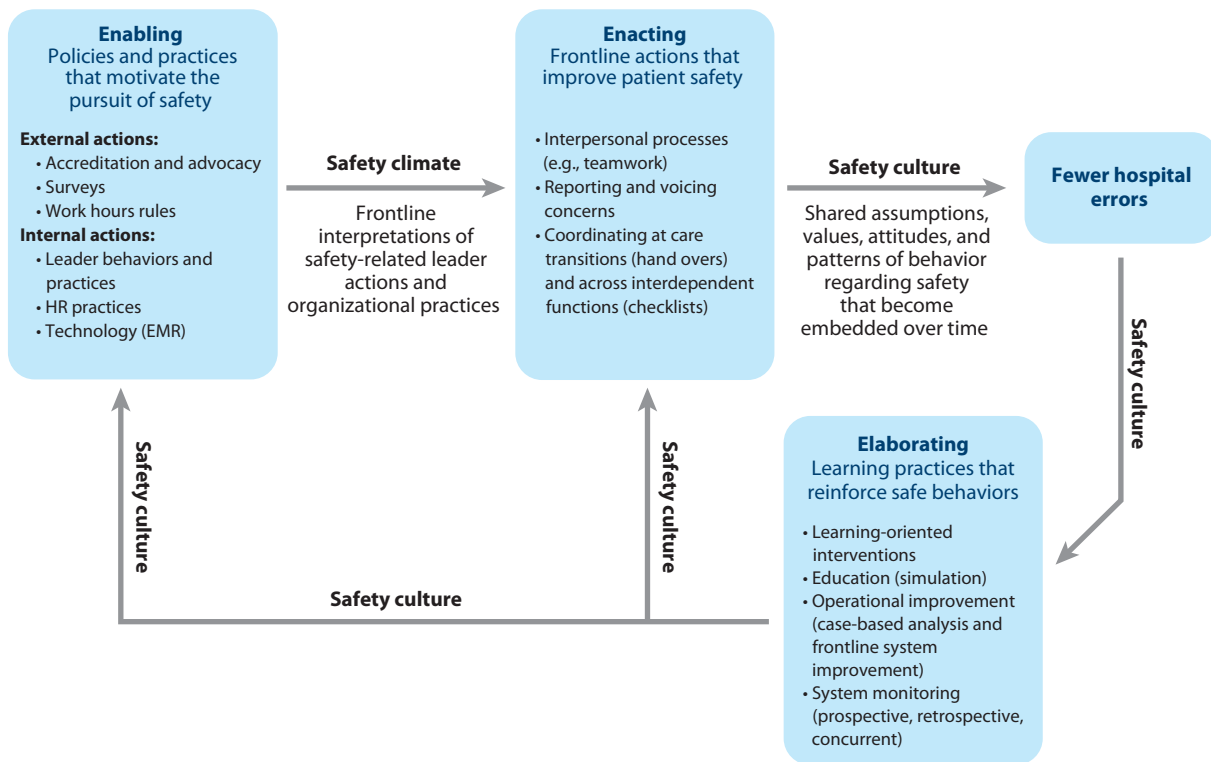 Enabling
Policies and practices
that motivate the
pursuit of safety
External actions:
• Accreditation and advocacy
• Surveys
• Work hours rules
Internal actions:
• Leader behaviors and
practices
• HR practices
• Technology (EMR)
Safety climate
Frontline
interpretations of
safety-related leader
actions and
organizational practices
Enacting
Frontline actions that
improve patient safety
• Interpersonal processes
(e.g., teamwork)
• Reporting and voicing
concerns
• Coordinating at care
transitions (hand overs)
and across interdependent
functions (checklists)
Safety culture
Shared assumptions,
values, attitudes, and
patterns of behavior
regarding safety
that become
embedded over time
Fewer hospital
errors
Safety culture
Elaborating
Learning practices that
reinforce safe behaviors
• Learning-oriented
interventions
• Education (simulation)
• Operational improvement
(case-based analysis and
frontline system
improvement)
• System monitoring
(prospective, retrospective,
concurrent)
Safety culture
Safety culture
Safety culture